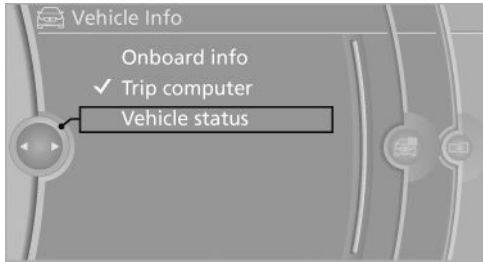 Vehicle Info
Onboard info
Trip computer
Vehicle status